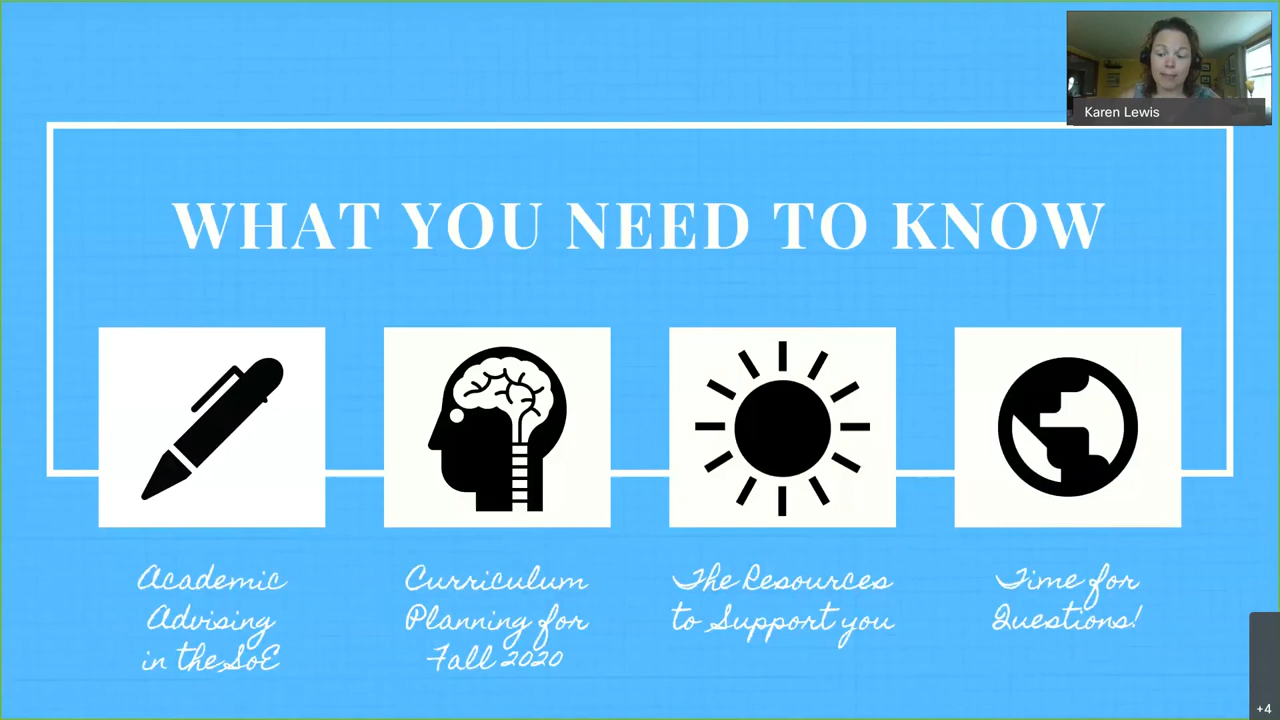 Karen Lewis
WHAT YOU NEED TO KNOW
Academic
Advising
in the SoE
Curriculum
Planning for
Fall 2020
The Resources
to Support you
Time for
Questions!
+4